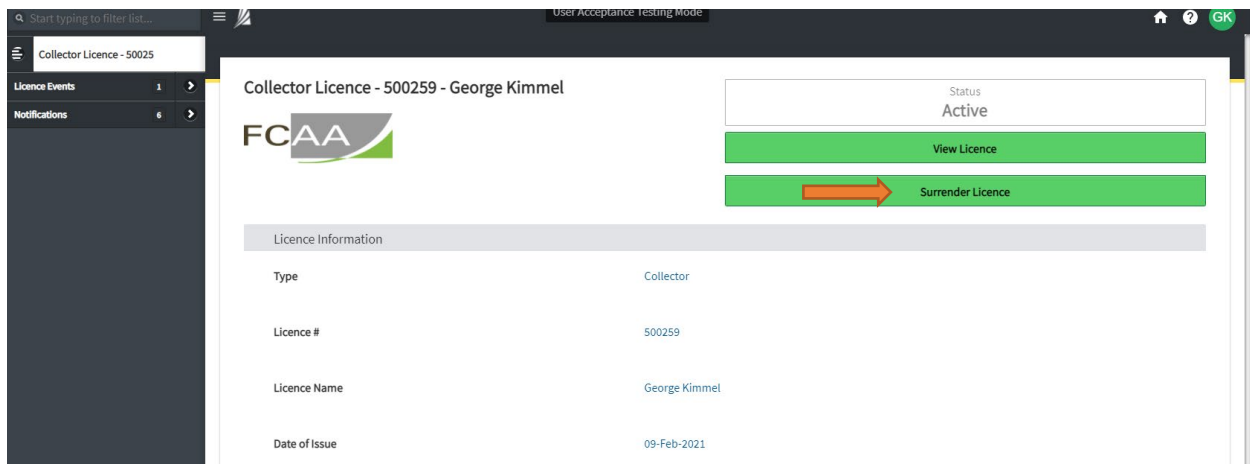 Start typing to filter list...
User Acceptance Testing Mode
GK
Collector Licence - 50025
Licence Events 1
Notifications 6
Collector Licence - 500259 - George Kimmel
FCAA
Status
Active
View Licence
Surrender Licence
Licence Information
Type Collector
Licence # 500259
Licence Name George Kimmel
Date of Issue 09-Feb-2021